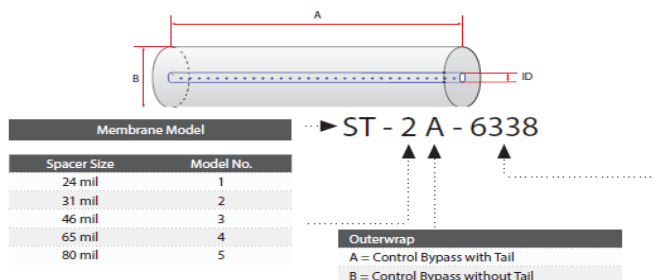 A
B
ID
Membrane Model
ST - 2 A - 6338
Spacer Size Model No.
24 mil 1
31 mil 2
46 mil 3
65 mil 4
80 mil 5
Outerwrap
A = Control Bypass with Tail
B = Control Bypass without Tail